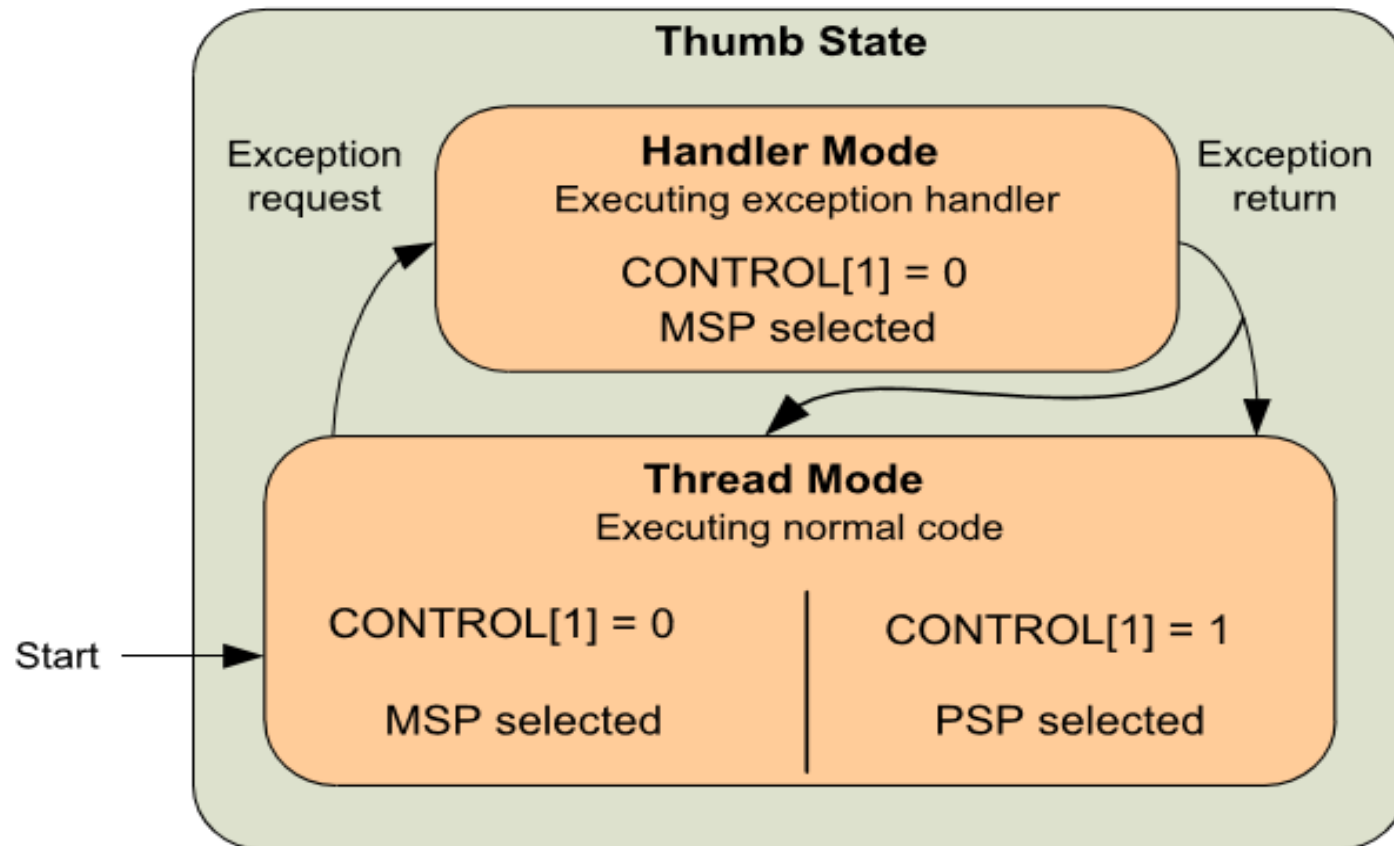 Thumb State
Exception
request
Handler Mode
Executing exception handler
CONTROL[1] = 0
MSP selected
Exception
return
Thread Mode
Executing normal code
Start
CONTROL[1] = 0
MSP selected
CONTROL[1] = 1
PSP selected